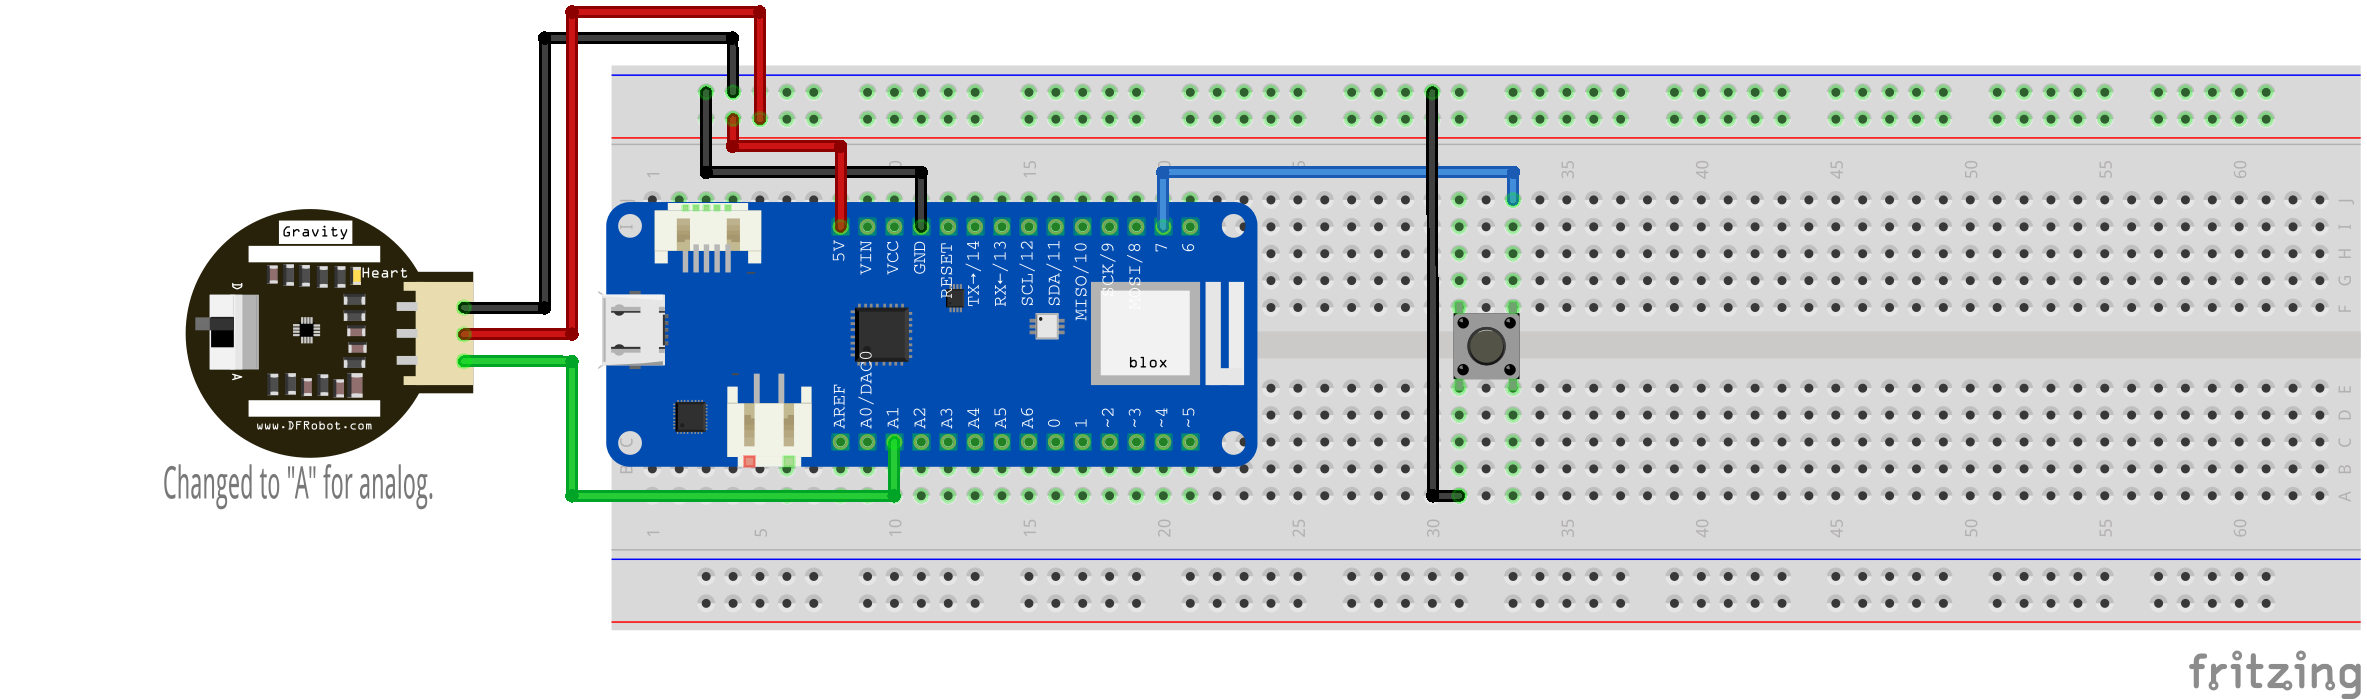 1
15
20
25
35
40
45
50
55
60
J
I
H
G
F
Gravity
Heart
D
A
www.DFRobot.com
Changed to "A" for analog.
5V
VIN
VCC
GND
RESET
TX→/14
RX←/13
SCL/12
SDA/11
MISO/10
SCK/9
MOSI/8
7
6
blox
AREF
A0/DAC0
A1
A2
A3
A4
A5
A6
0
1
~2
~3
~4
~5
E
D
C
B
A
1
5
10
15
20
25
30
35
40
45
50
55
60
fritzing